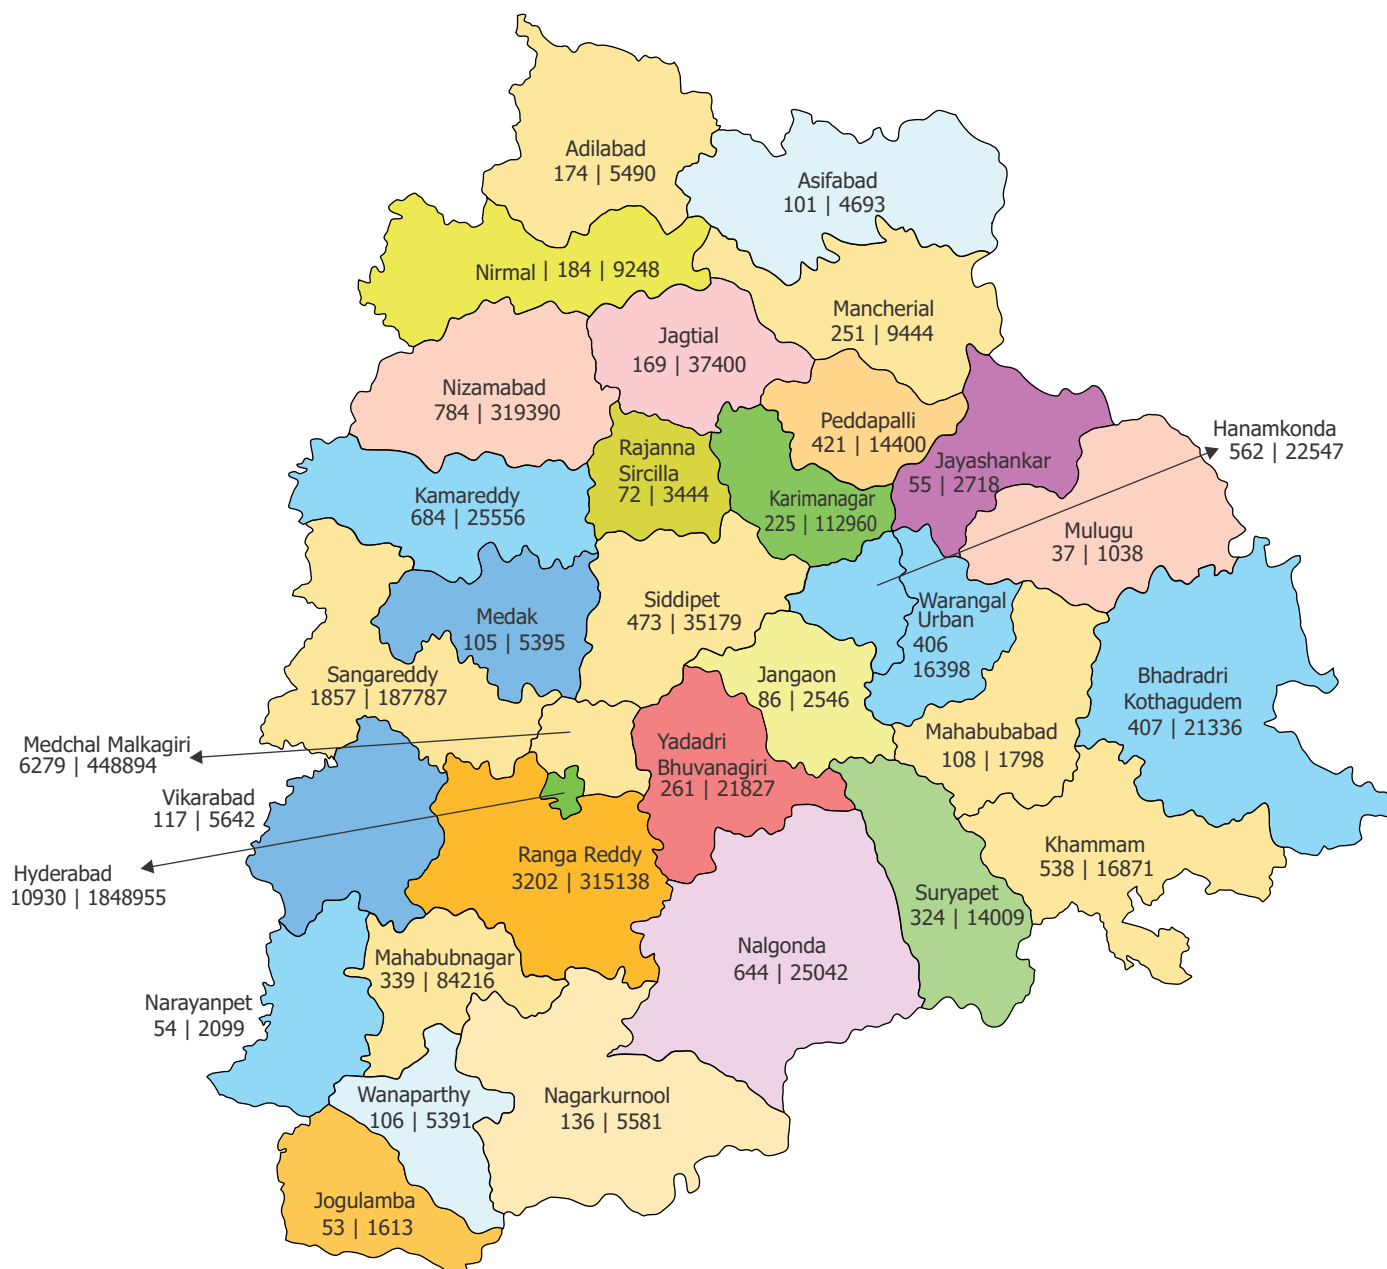 Adilabad
174 | 5490
Asifabad
101 | 4693
Nirmal | 184 | 9248
Mancherial
251 | 9444
Jagtial
169 | 37400
Nizamabad
784 | 319390
Peddapalli
421 | 14400
Hanamkonda
562 | 22547
Rajanna
Sircilla
72 | 3444
Jayashankar
55 | 2718
Kamareddy
684 | 25556
Karimanagar
225 | 112960
Mulugu
37 | 1038
Medak
105 | 5395
Siddipet
473 | 35179
Warangal
Urban
406
16398
Sangareddy
1857 | 187787
Jangaon
86 | 2546
Bhadradri
Kothagudem
407 | 21336
Medchal Malkagiri
6279 | 448894
Yadadri
Bhuvanagiri
261 | 21827
Mahabubabad
108 | 1798
Vikarabad
117 | 5642
Khammam
538 | 16871
Hyderabad
10930 | 1848955
Ranga Reddy
3202 | 315138
Suryapet
324 | 14009
Mahabubnagar
339 | 84216
Nalgonda
644 | 25042
Narayanpet
54 | 2099
Wanaparthy
106 | 5391
Nagarkurnool
136 | 5581
Jogulamba
53 | 1613